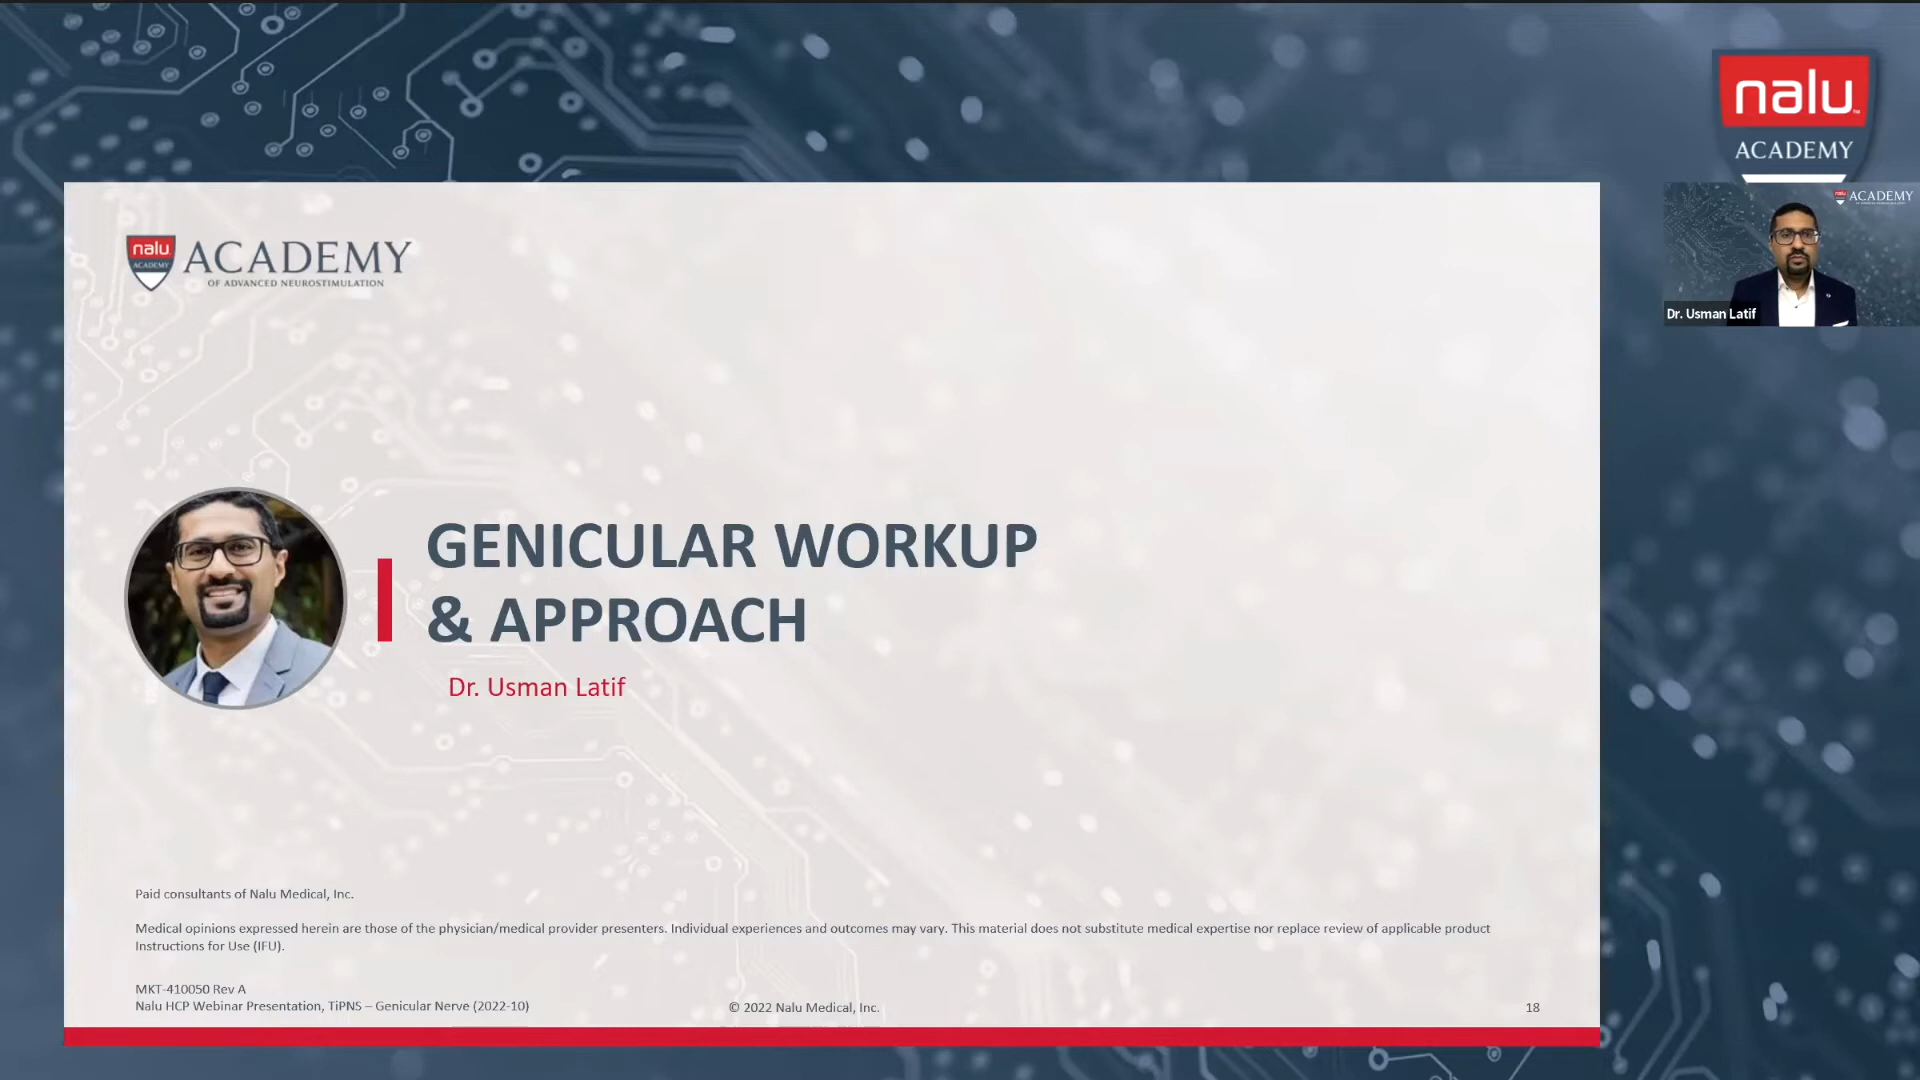 nalu
ACADEMY
ACADEMY
Dr. Usman Latif
nalu
ACADEMY
ACADEMY
OF ADVANCED NEUROSTIMULATION
GENICULAR WORKUP
& APPROACH
Dr. Usman Latif
Paid consultants of Nalu Medical, Inc.
Medical opinions expressed herein are those of the physician/medical provider presenters. Individual experiences and outcomes may vary. This material does not substitute medical expertise nor replace review of applicable product
Instructions for Use (IFU).
MKT-410050 Rev A
Nalu HCP Webinar Presentation, TiPNS – Genicular Nerve (2022-10)
© 2022 Nalu Medical, Inc.
18